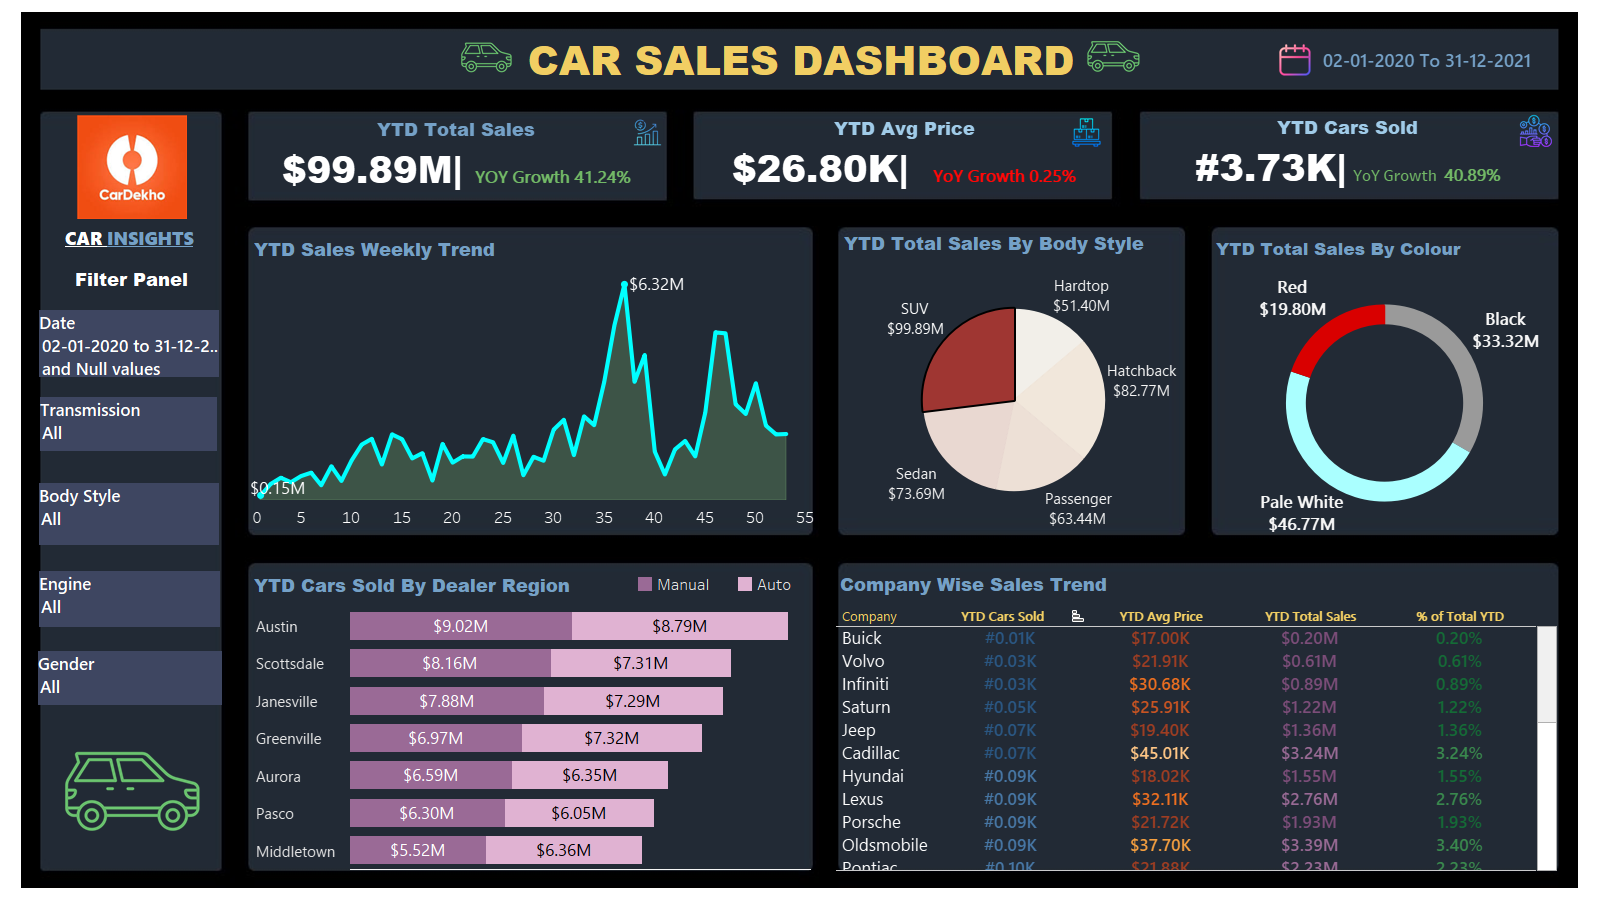 CAR SALES DASHBOARD
02-01-2020 To 31-12-2021
CarDekho
CAR INSIGHTS
Filter Panel
Date
02-01-2020 to 31-12-2..
and Null values
Transmission
All
Body Style
All
Engine
All
Gender
All
YTD Total Sales
$99.89M| YOY Growth 41.24%
YTD Avg Price
$26.80K| YoY Growth 0.25%
YTD Cars Sold
#3.73K| YoY Growth 40.89%
YTD Sales Weekly Trend
$6.32M
$0.15M
0 5 10 15 20 25 30 35 40 45 50 55
YTD Total Sales By Body Style
Hardtop
$51.40M
SUV
$99.89M
Hatchback
$82.77M
Sedan
$73.69M
Passenger
$63.44M
YTD Total Sales By Colour
Red
$19.80M
Black
$33.32M
Pale White
$46.77M
YTD Cars Sold By Dealer Region
Manual Auto
Austin $9.02M $8.79M
Scottsdale $8.16M $7.31M
Janesville $7.88M $7.29M
Greenville $6.97M $7.32M
Aurora $6.59M $6.35M
Pasco $6.30M $6.05M
Middletown $5.52M $6.36M
Company Wise Sales Trend
Company YTD Cars Sold YTD Avg Price YTD Total Sales % of Total YTD
Buick #0.01K $17.00K $0.20M 0.20%
Volvo #0.03K $21.91K $0.61M 0.61%
Infiniti #0.03K $30.68K $0.89M 0.89%
Saturn #0.05K $25.91K $1.22M 1.22%
Jeep #0.07K $19.40K $1.36M 1.36%
Cadillac #0.07K $45.01K $3.24M 3.24%
Hyundai #0.09K $18.02K $1.55M 1.55%
Lexus #0.09K $32.11K $2.76M 2.76%
Porsche #0.09K $21.72K $1.93M 1.93%
Oldsmobile #0.09K $37.70K $3.39M 3.40%
Pontiac #0.10K $21.88K $2.23M 2.23%